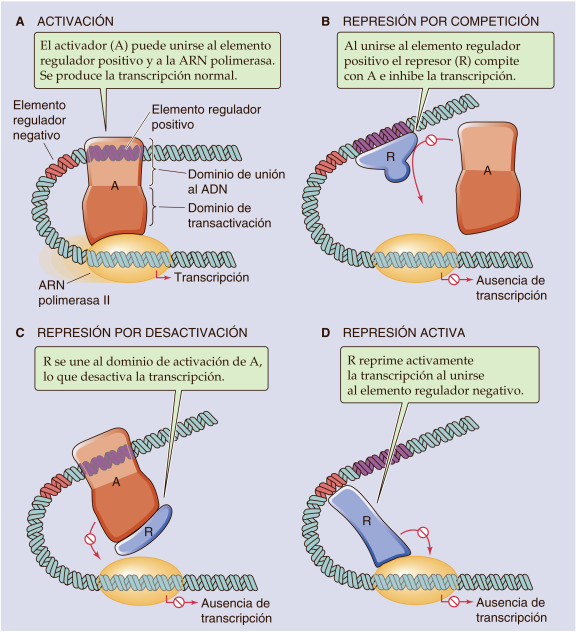 A ACTIVACIÓN
El activador (A) puede unirse al elemento
regulador positivo y a la ARN polimerasa.
Se produce la transcripción normal.
Elemento
regulador
negativo
Elemento regulador
positivo
A
Dominio de unión
al ADN
Dominio de
transactivación
ARN
polimerasa II
Transcripción
B REPRESIÓN POR COMPETICIÓN
Al unirse al elemento regulador
positivo el represor (R) compite
con A e inhibe la transcripción.
R
A
Ausencia de
transcripción
C REPRESIÓN POR DESACTIVACIÓN
R se une al dominio de activación de A,
lo que desactiva la transcripción.
A
R
Ausencia de
transcripción
D REPRESIÓN ACTIVA
R reprime activamente
la transcripción al unirse
al elemento regulador negativo.
R
Ausencia de
transcripción